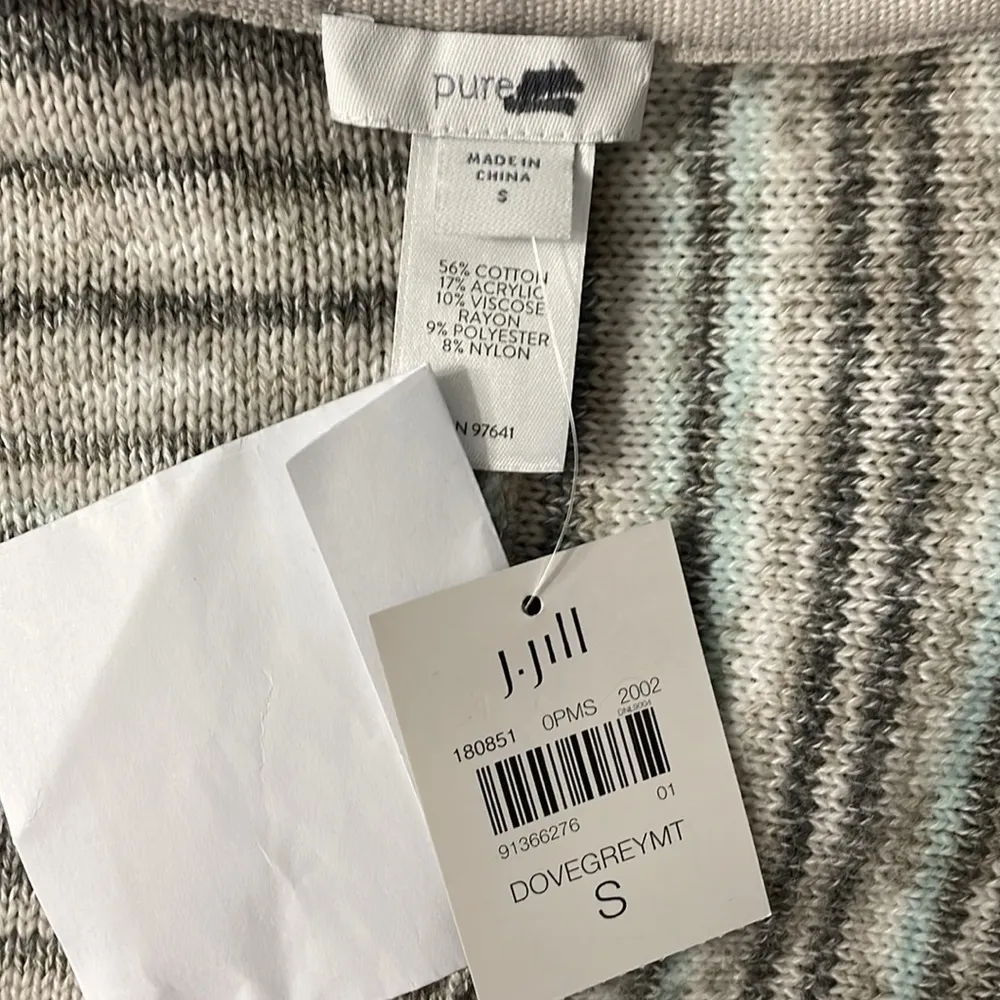 pure
MADE IN
CHINA
S
56% COTTON
17% ACRYLIC
10% VISCOSE
RAYON
9% POLYESTER
8% NYLON
N 97641
J.Jill
180851 0PMS 2002
01
91366276
DOVEGREYMT
S